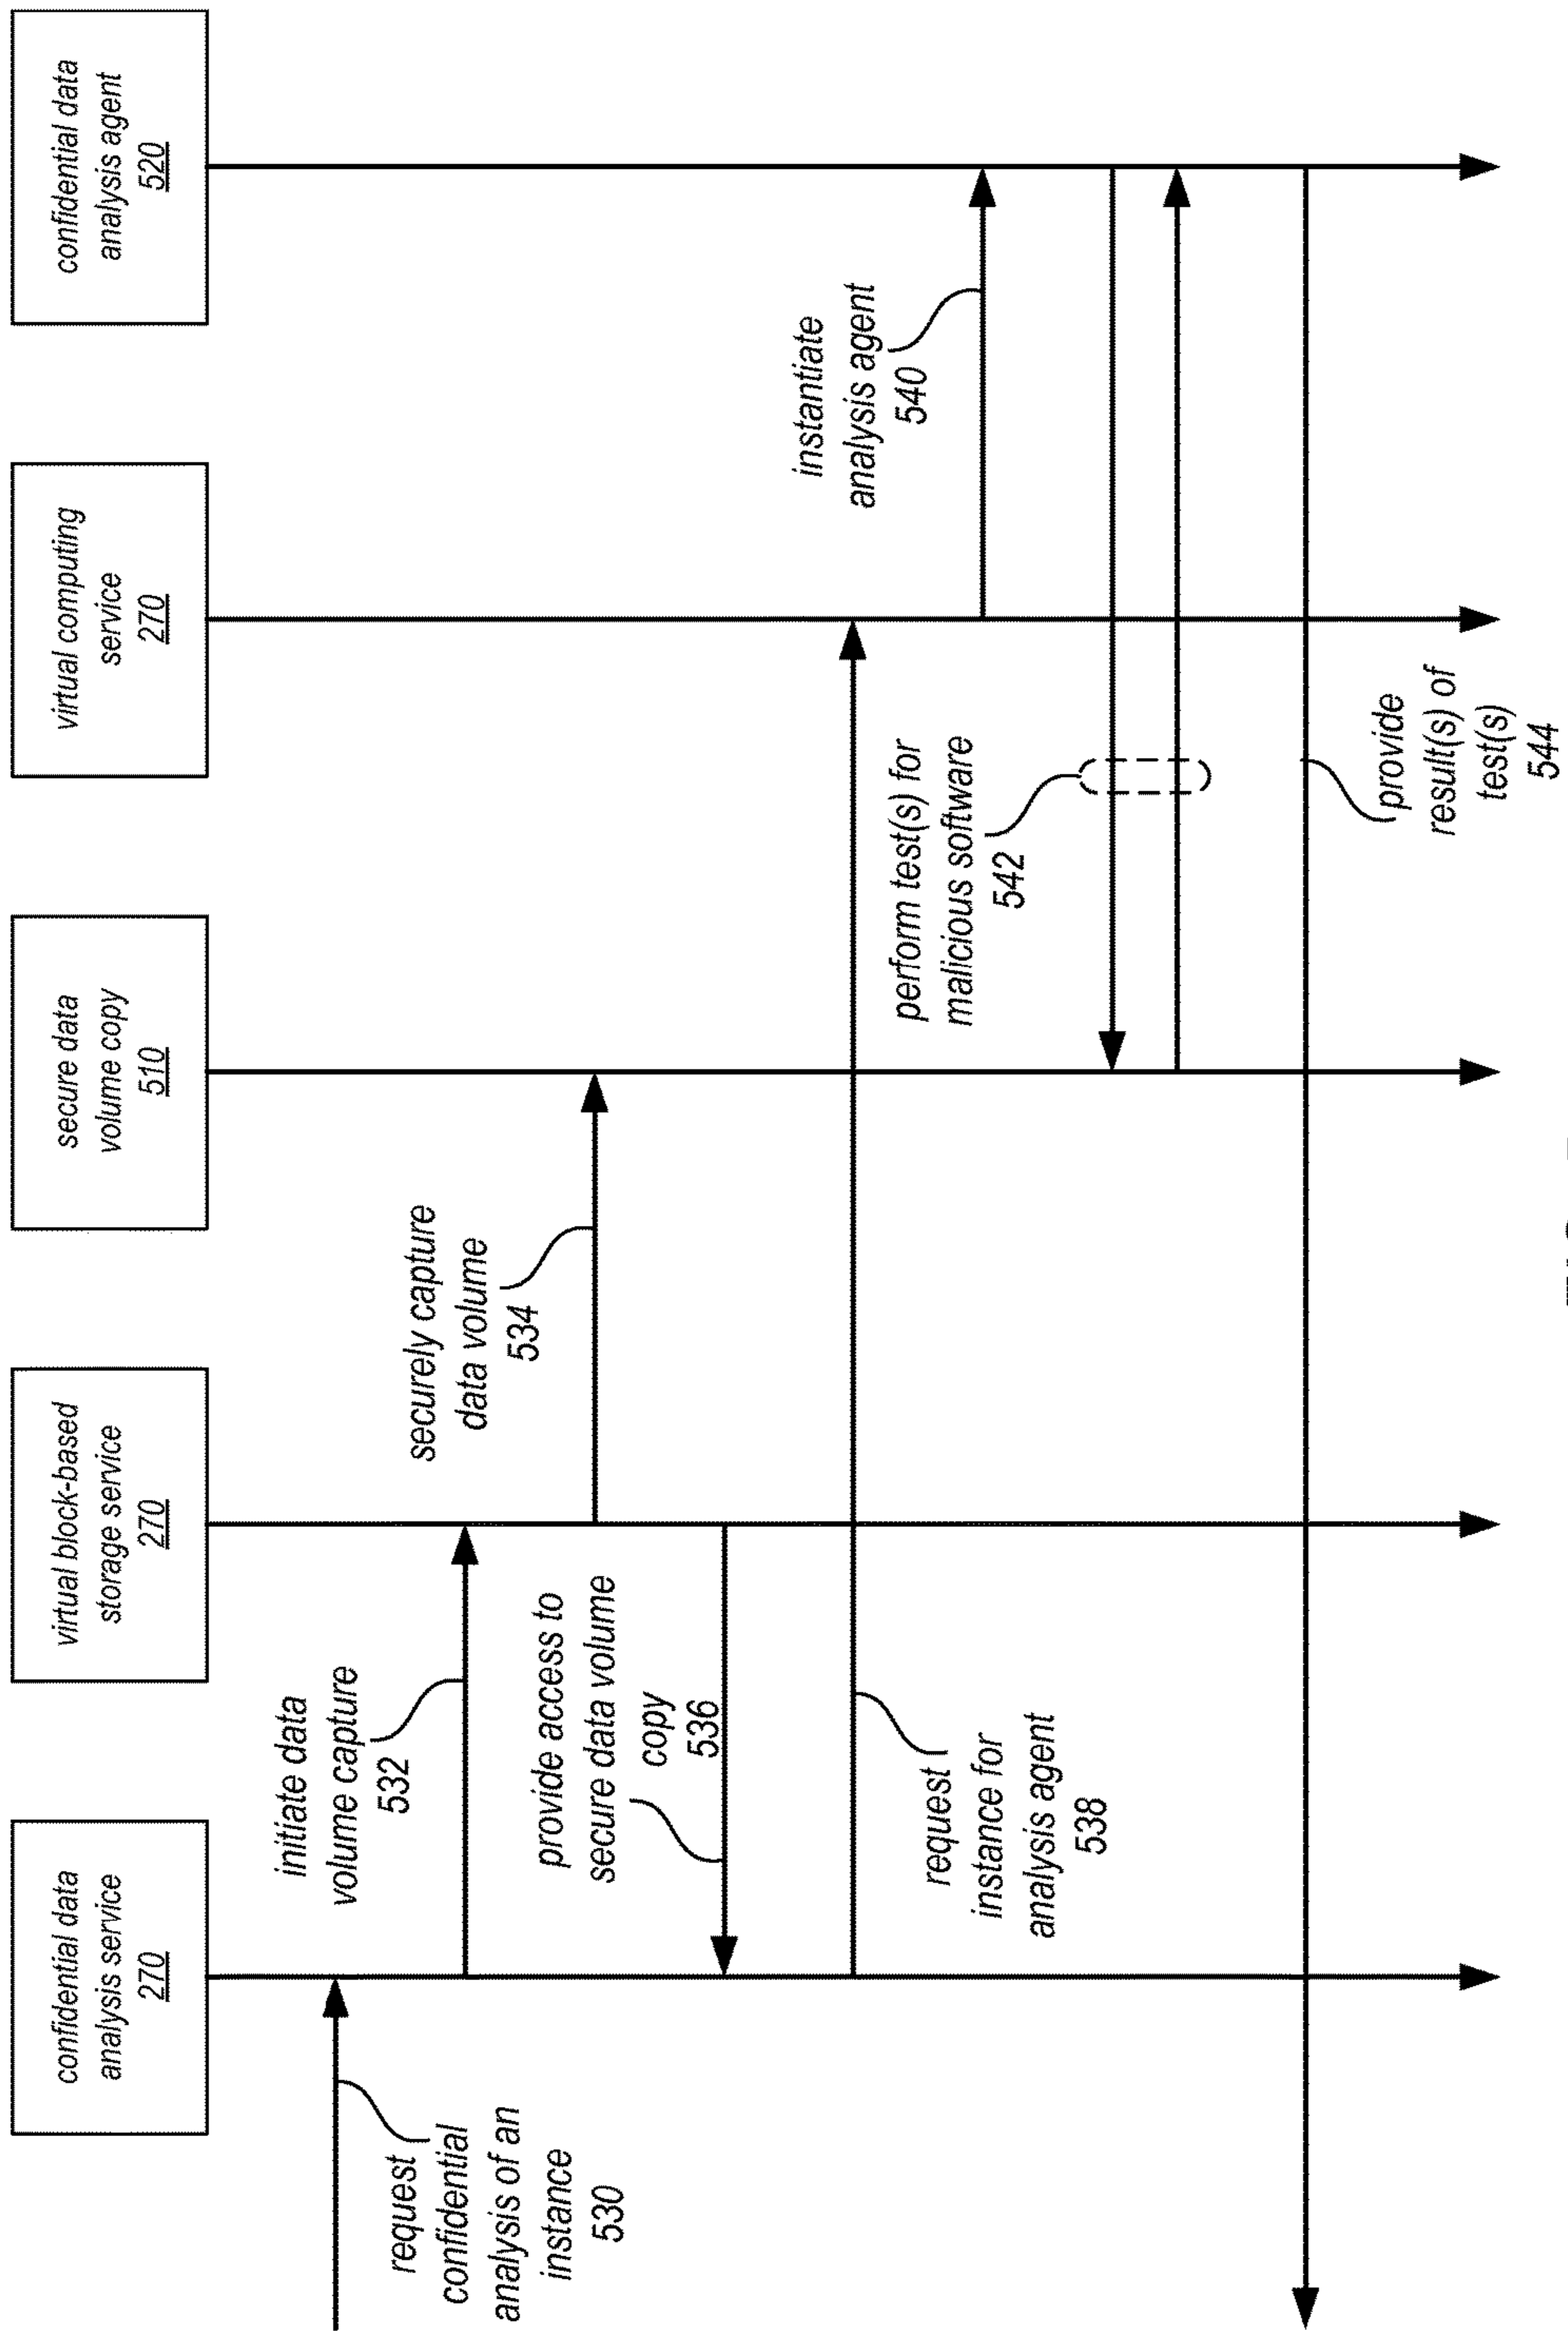 confidential data
analysis service
270
virtual block-based
storage service
270
secure data
volume copy
510
virtual computing
service
270
confidential data
analysis agent
520
request
confidential
analysis of an
instance
530
initiate data
volume capture
532
securely capture
data volume
534
provide access to
secure data volume
copy
536
request
instance for
analysis agent
538
instantiate
analysis agent
540
perform test(s) for
malicious software
542
provide
result(s) of
test(s)
544